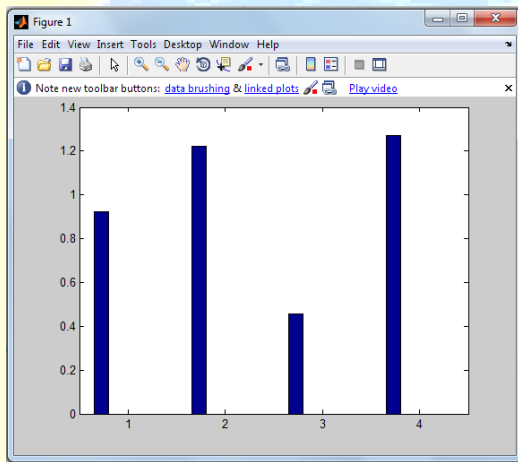 Figure 1
File Edit View Insert Tools Desktop Window Help
Note new toolbar buttons: data brushing & linked plots Play video
1.4
1.2
1
0.8
0.6
0.4
0.2
0
1 2 3 4